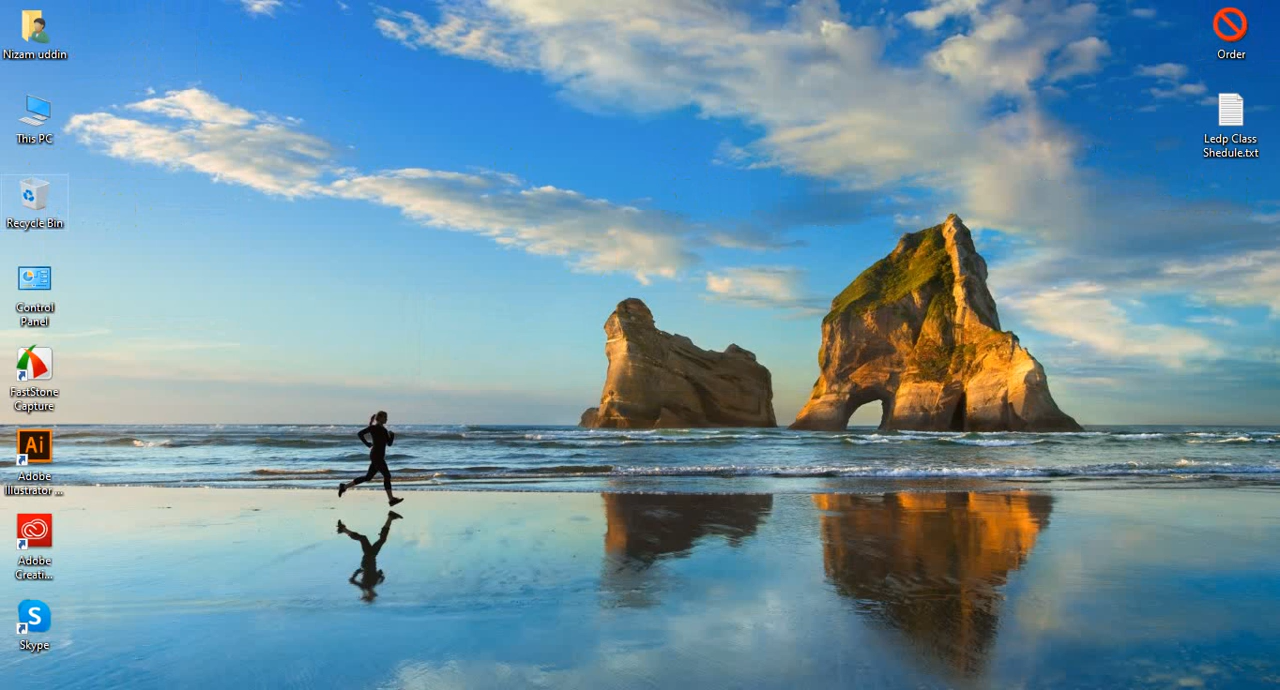 Nizam uddin
This PC
Recycle Bin
Control
Panel
FastStone
Capture
Ai
Adobe
Illustrator ...
Adobe
Creati...
S
Skype
Order
Ledp Class
Shedule.txt